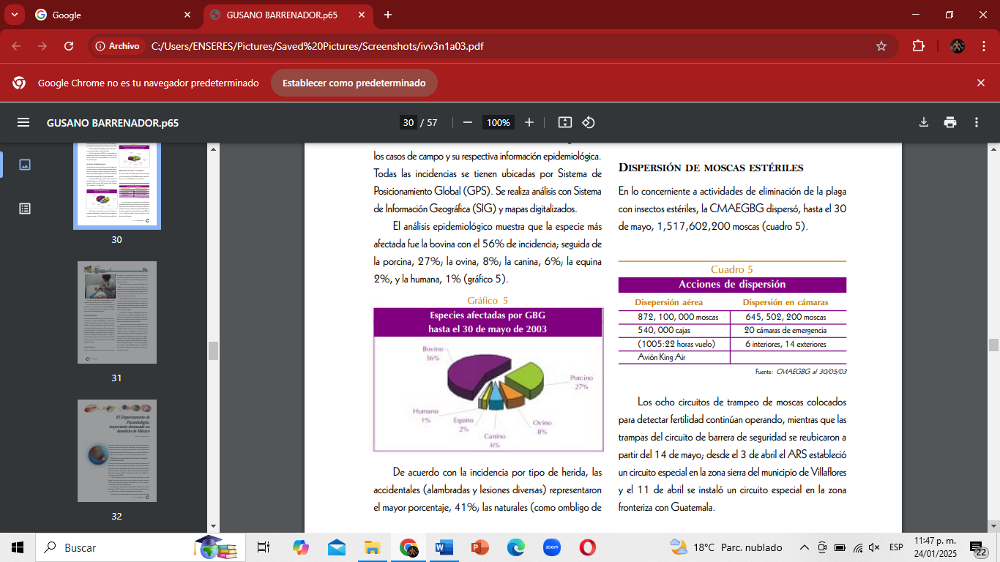 Google
GUSANO BARRENADOR.p65
Archivo
C:/Users/ENSERES/Pictures/Saved%20Pictures/Screenshots/ivv3n1a03.pdf
Google Chrome no es tu navegador predeterminado
Establecer como predeterminado
GUSANO BARRENADOR.p65
30 / 57
100%
30
31
El Departamento de
Parasitología,
trayectoria destacada en
beneficio de México
32
los casos de campo y su respectiva información epidemiológica.
Todas las incidencias se tienen ubicadas por Sistema de
Posicionamiento Global (GPS). Se realiza análisis con Sistema
de Información Geográfica (SIG) y mapas digitalizados.
El análisis epidemiológico muestra que la especie más
afectada fue la bovina con el 56% de incidencia; seguida de
la porcina, 27%; la ovina, 8%; la canina, 6%; la equina
2%, y la humana, 1% (gráfico 5).
Gráfico 5
Especies afectadas por GBG
hasta el 30 de mayo de 2003
Bovino
56%
Porcino
27%
Humano
1%
Equino
2%
Canino
6%
Ovino
8%
De acuerdo con la incidencia por tipo de herida, las
accidentales (alambradas y lesiones diversas) representaron
el mayor porcentaje, 41%; las naturales (como ombligo de
DISPERSIÓN DE MOSCAS ESTÉRILES
En lo concerniente a actividades de eliminación de la plaga
con insectos estériles, la CMAEGBG dispersó, hasta el 30
de mayo, 1,517,602,200 moscas (cuadro 5).
Cuadro 5
Acciones de dispersión
Disepersión aérea Dispersión en cámaras
872, 100, 000 moscas 645, 502, 200 moscas
540, 000 cajas 20 cámaras de emergencia
(1005:22 horas vuelo) 6 interiores, 14 exteriores
Avión King Air
Fuente: CMAEGBG al 30/05/03
Los ocho circuitos de trampeo de moscas colocados
para detectar fertilidad continúan operando, mientras que las
trampas del circuito de barrera de seguridad se reubicaron a
partir del 14 de mayo; desde el 3 de abril el ARS estableció
un circuito especial en la zona sierra del municipio de Villaflores
y el 11 de abril se instaló un circuito especial en la zona
fronteriza con Guatemala.
Buscar
zoom
18°C Parc. nublado
ESP
11:47 p. m.
24/01/2025
22